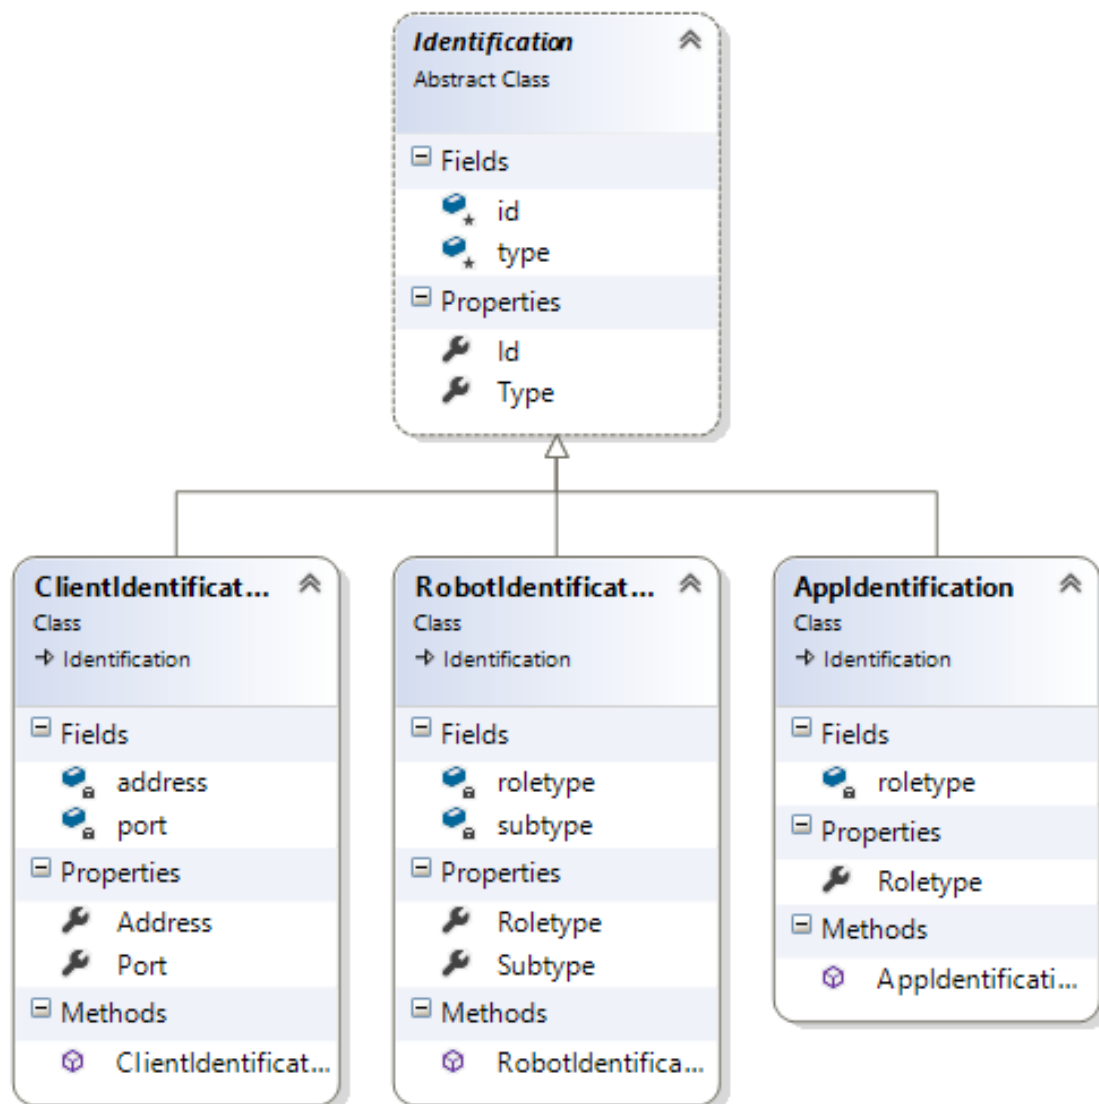 Identification
Abstract Class
Fields
id
type
Properties
Id
Type
ClientIdentificat...
Class
Identification
Fields
address
port
Properties
Address
Port
Methods
ClientIdentificat...
RobotIdentificat...
Class
Identification
Fields
roletype
subtype
Properties
Roletype
Subtype
Methods
RobotIdentifica...
AppIdentification
Class
Identification
Fields
roletype
Properties
Roletype
Methods
AppIdentificati...